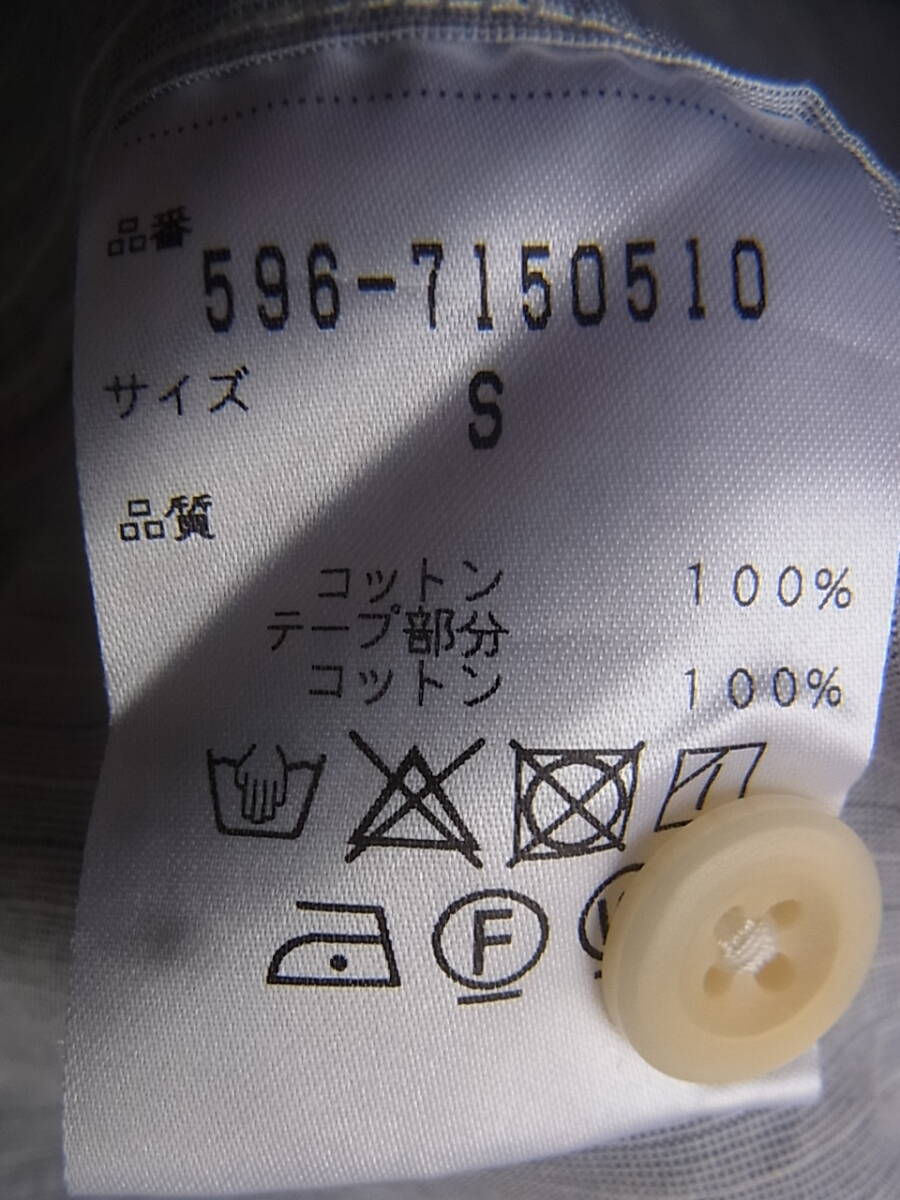 品番
596-7150510
サイズ S
品質
コットン 100%
テープ部分
コットン 100%
F